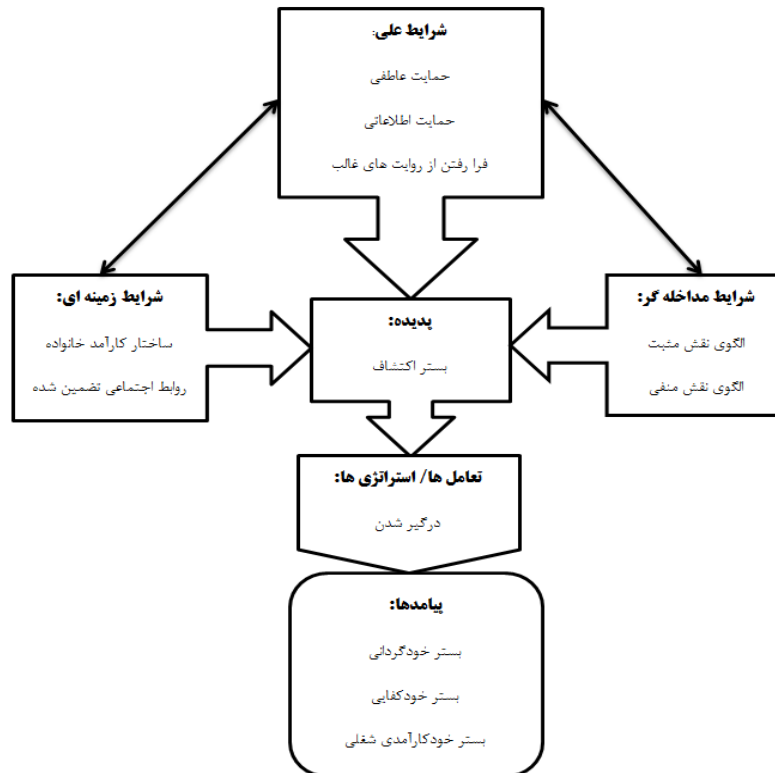 شرایط علی:
حمایت عاطفی
حمایت اطلاعاتی
فرا رفتن از روایت های غالب
شرایط مداخله گر:
الگوی نقش مثبت
الگوی نقش منفی
پدیده:
بستر اکتشاف
شرایط زمینه ای:
ساختار کارآمد خانواده
روابط اجتماعی تضمین شده
تعامل ها/ استراتژی ها:
درگیر شدن
پیامدها:
بستر خودگردانی
بستر خودکفایی
بستر خودکارآمدی شغلی